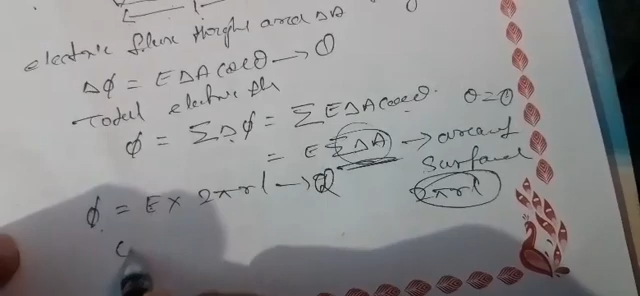 electric flux through area ΔA
Δϕ = EΔA cosθ → ①
Total electric flu
ϕ = ΣΔϕ = ΣEΔA cosθ. θ=0
= EΣΔA → area of
surface
ϕ = E × 2πrl → ② 2πrl